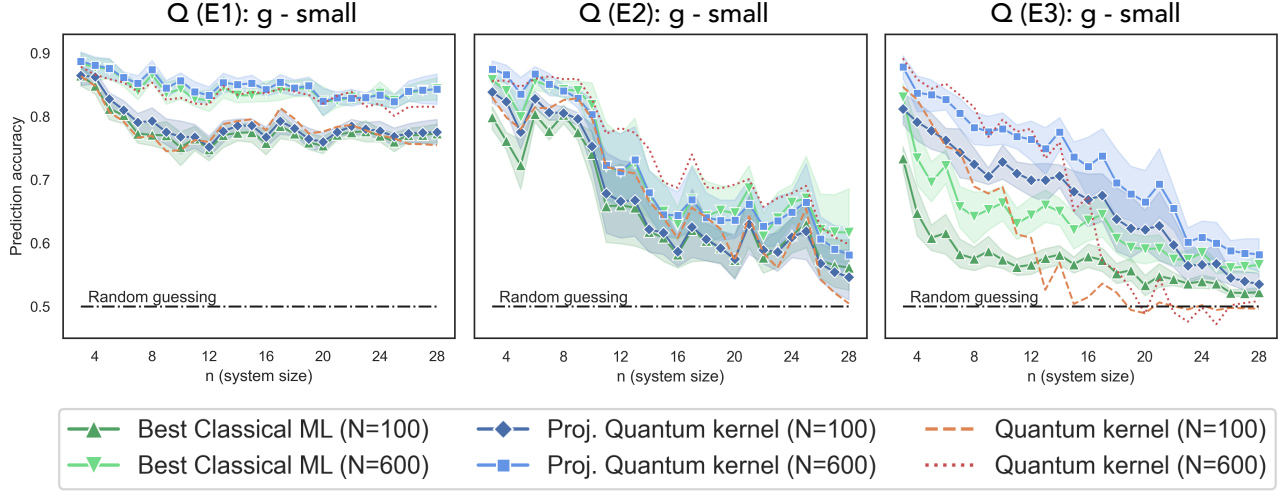 Q (E1): g - small
Q (E2): g - small
Q (E3): g - small
Prediction accuracy
0.9
0.8
0.7
0.6
0.5
Random guessing
Random guessing
Random guessing
4 8 12 16 20 24 28
4 8 12 16 20 24 28
4 8 12 16 20 24 28
n (system size)
n (system size)
n (system size)
Best Classical ML (N=100)
Proj. Quantum kernel (N=100)
Quantum kernel (N=100)
Best Classical ML (N=600)
Proj. Quantum kernel (N=600)
Quantum kernel (N=600)